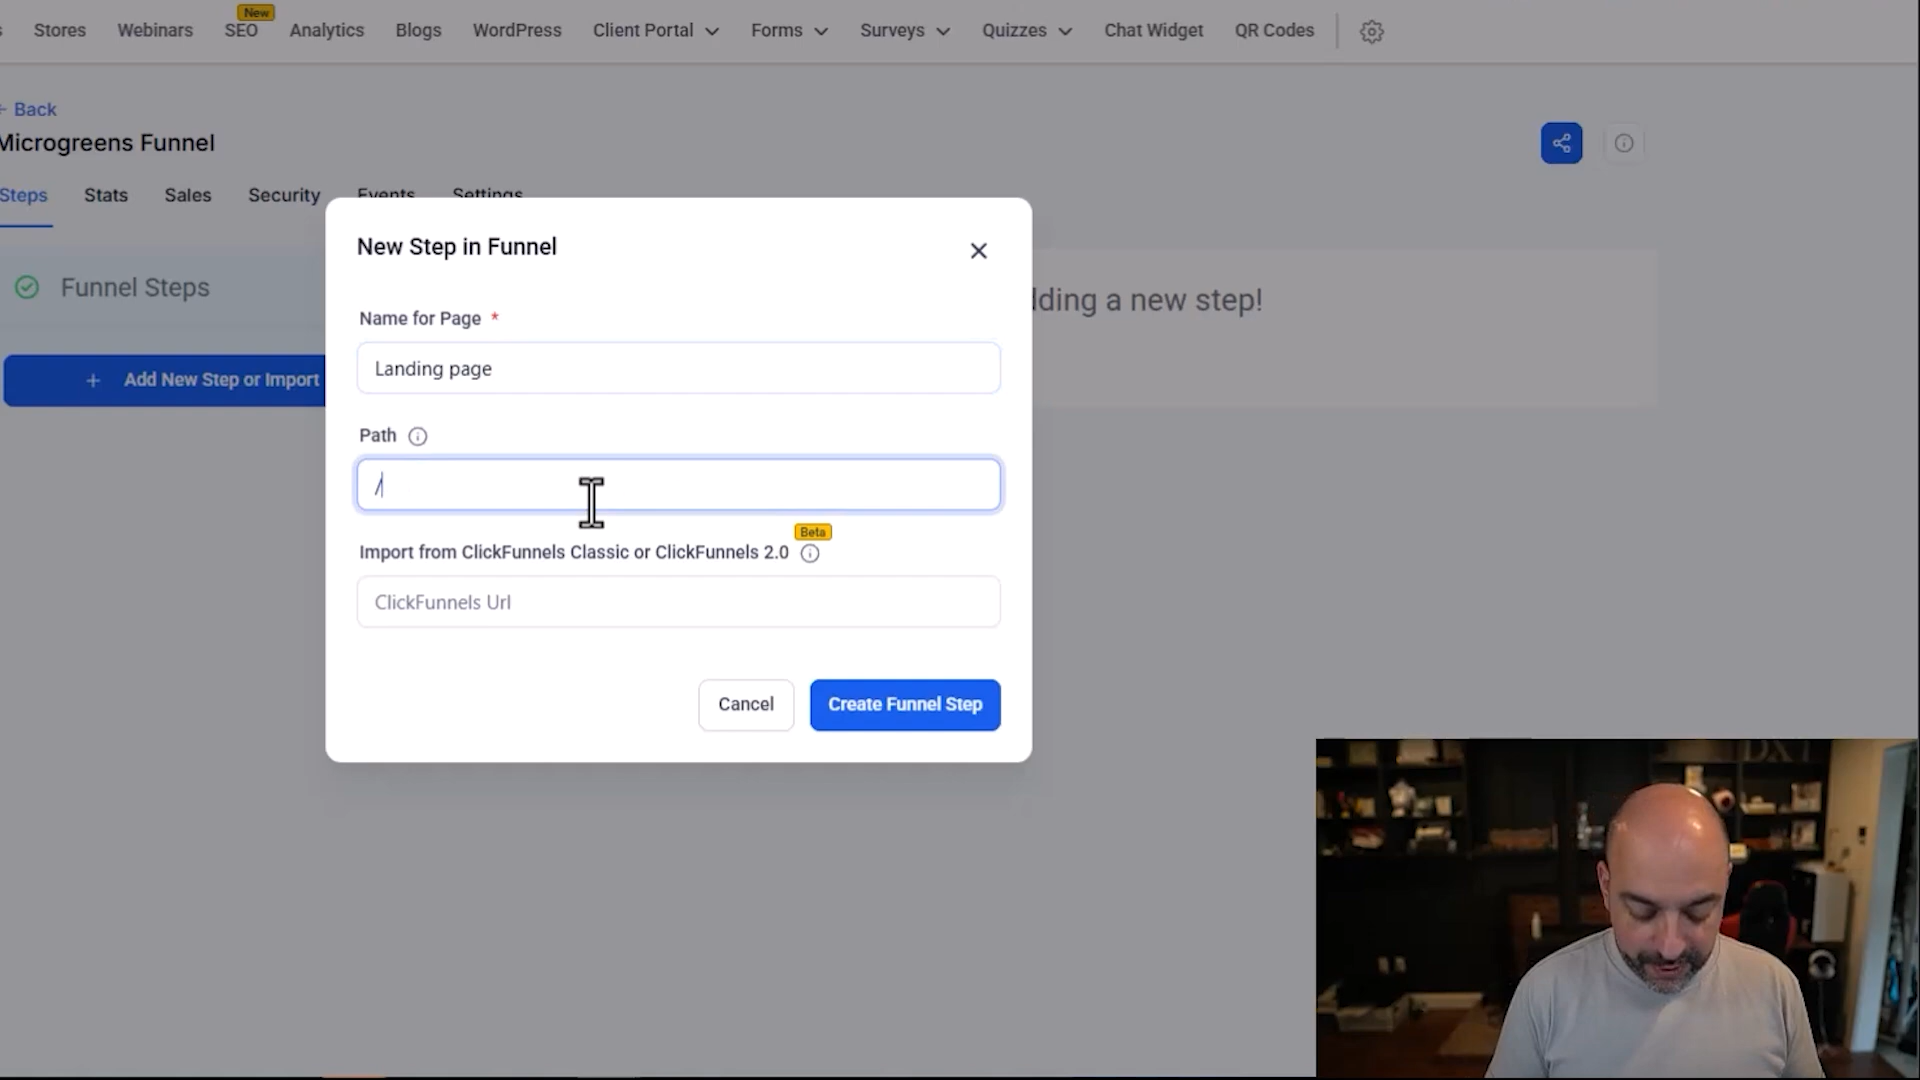 Stores Webinars SEO New Analytics Blogs WordPress Client Portal Forms Surveys Quizzes Chat Widget QR Codes
Back
Microgreens Funnel
Steps Stats Sales Security Events Settings
New Step in Funnel
Funnel Steps
dding a new step!
Name for Page *
Landing page
+ Add New Step or Import
Path
/
Beta
Import from ClickFunnels Classic or ClickFunnels 2.0
ClickFunnels Url
Cancel Create Funnel Step